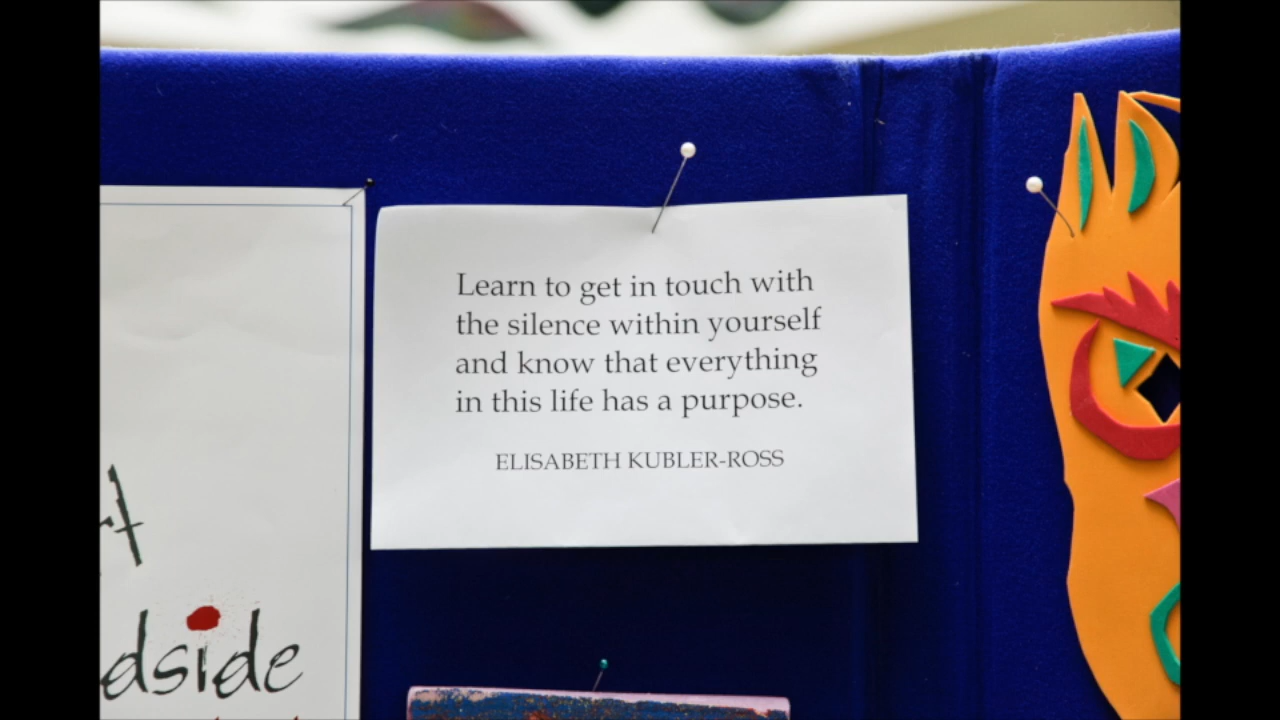 Learn to get in touch with
the silence within yourself
and know that everything
in this life has a purpose.
ELISABETH KUBLER-ROSS
dside